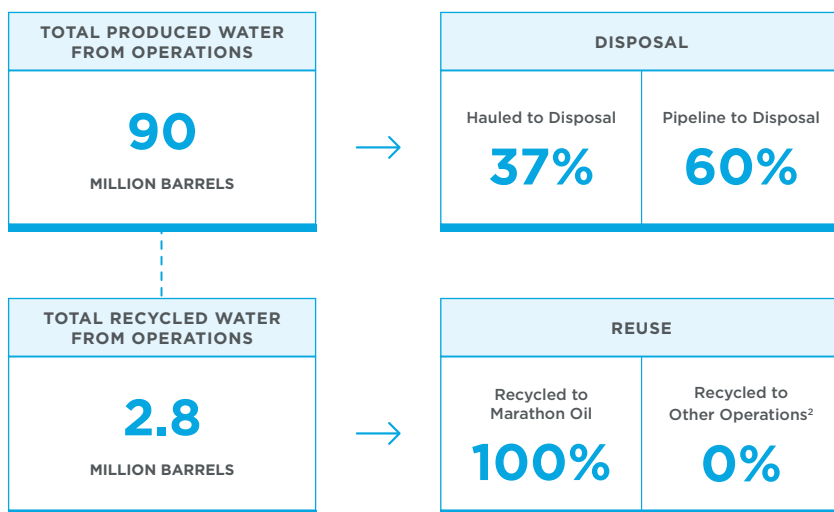 TOTAL PRODUCED WATER
FROM OPERATIONS
90
MILLION BARRELS
DISPOSAL
Hauled to Disposal
37%
Pipeline to Disposal
60%
TOTAL RECYCLED WATER
FROM OPERATIONS
2.8
MILLION BARRELS
REUSE
Recycled to
Marathon Oil
100%
Recycled to
Other Operations²
0%